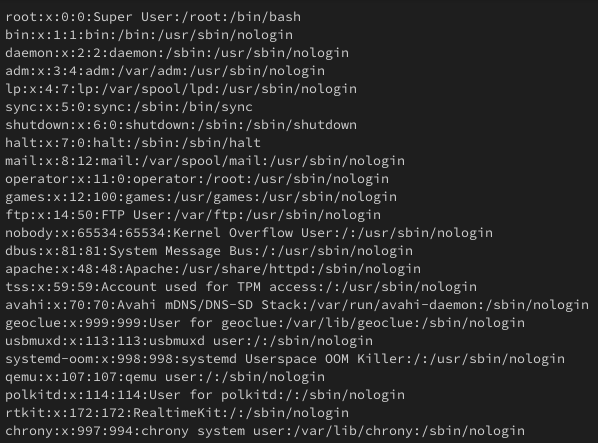 root:x:0:0:Super User:/root:/bin/bash
bin:x:1:1:bin:/bin:/usr/sbin/nologin
daemon:x:2:2:daemon:/sbin:/usr/sbin/nologin
adm:x:3:4:adm:/var/adm:/usr/sbin/nologin
lp:x:4:7:lp:/var/spool/lpd:/usr/sbin/nologin
sync:x:5:0:sync:/sbin:/bin/sync
shutdown:x:6:0:shutdown:/sbin:/sbin/shutdown
halt:x:7:0:halt:/sbin:/sbin/halt
mail:x:8:12:mail:/var/spool/mail:/usr/sbin/nologin
operator:x:11:0:operator:/root:/usr/sbin/nologin
games:x:12:100:games:/usr/games:/usr/sbin/nologin
ftp:x:14:50:FTP User:/var/ftp:/usr/sbin/nologin
nobody:x:65534:65534:Kernel Overflow User:/:/usr/sbin/nologin
dbus:x:81:81:System Message Bus:/:/usr/sbin/nologin
apache:x:48:48:Apache:/usr/share/httpd:/sbin/nologin
tss:x:59:59:Account used for TPM access:/:/usr/sbin/nologin
avahi:x:70:70:Avahi mDNS/DNS-SD Stack:/var/run/avahi-daemon:/sbin/nologin
geoclue:x:999:999:User for geoclue:/var/lib/geoclue:/sbin/nologin
usbmuxd:x:113:113:usbmuxd user:/:/sbin/nologin
systemd-oom:x:998:998:systemd Userspace OOM Killer:/:/usr/sbin/nologin
qemu:x:107:107:qemu user:/:/sbin/nologin
polkitd:x:114:114:User for polkitd:/:/sbin/nologin
rtkit:x:172:172:RealtimeKit:/:/sbin/nologin
chrony:x:997:994:chrony system user:/var/lib/chrony:/sbin/nologin